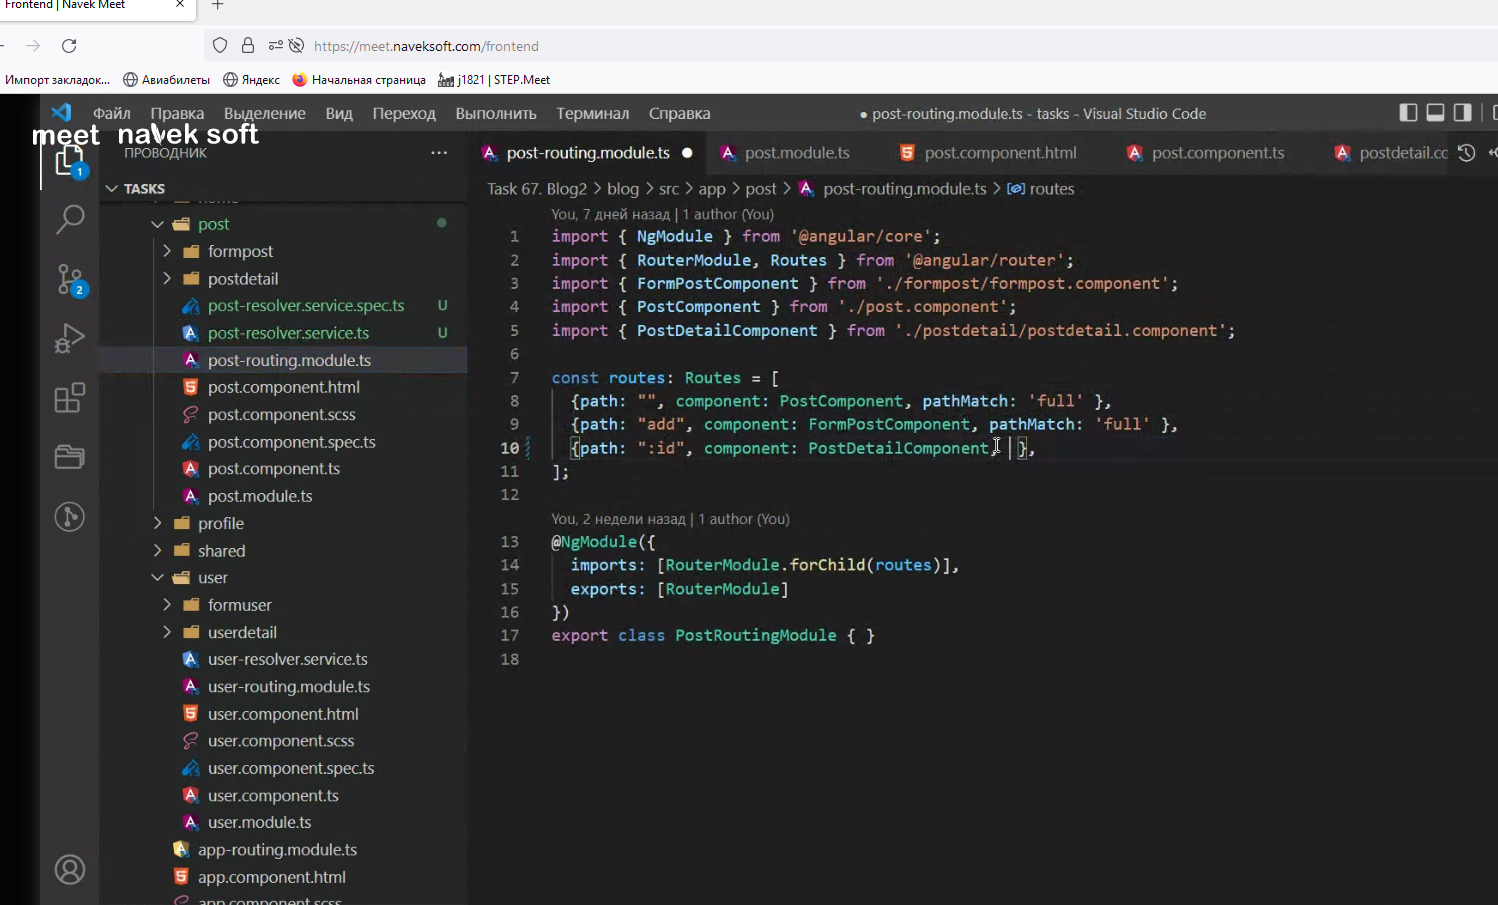 Frontend | Navek Meet
https://meet.naveksoft.com/frontend
Импорт закладок...
Авиабилеты
Яндекс
Начальная страница
j1821 | STEP.Meet
Файл Правка Выделение Вид Переход Выполнить Терминал Справка
● post-routing.module.ts - tasks - Visual Studio Code
meet navek soft
ПРОВОДНИК
post-routing.module.ts
post.module.ts
post.component.html
post.component.ts
postdetail.cc
TASKS
Task 67. Blog2 > blog > src > app > post > post-routing.module.ts > routes
home
post
formpost
postdetail
post-resolver.service.spec.ts U
post-resolver.service.ts U
post-routing.module.ts
post.component.html
post.component.scss
post.component.spec.ts
post.component.ts
post.module.ts
profile
shared
user
formuser
userdetail
user-resolver.service.ts
user-routing.module.ts
user.component.html
user.component.scss
user.component.spec.ts
user.component.ts
user.module.ts
app-routing.module.ts
app.component.html
app.component.scss
1
2
You, 7 дней назад | 1 author (You)
1 import { NgModule } from '@angular/core';
2 import { RouterModule, Routes } from '@angular/router';
3 import { FormPostComponent } from './formpost/formpost.component';
4 import { PostComponent } from './post.component';
5 import { PostDetailComponent } from './postdetail/postdetail.component';
6
7 const routes: Routes = [
8 {path: "", component: PostComponent, pathMatch: 'full' },
9 {path: "add", component: FormPostComponent, pathMatch: 'full' },
10 {path: ":id", component: PostDetailComponent, },
11 ];
12
You, 2 недели назад | 1 author (You)
13 @NgModule({
14 imports: [RouterModule.forChild(routes)],
15 exports: [RouterModule]
16 })
17 export class PostRoutingModule { }
18